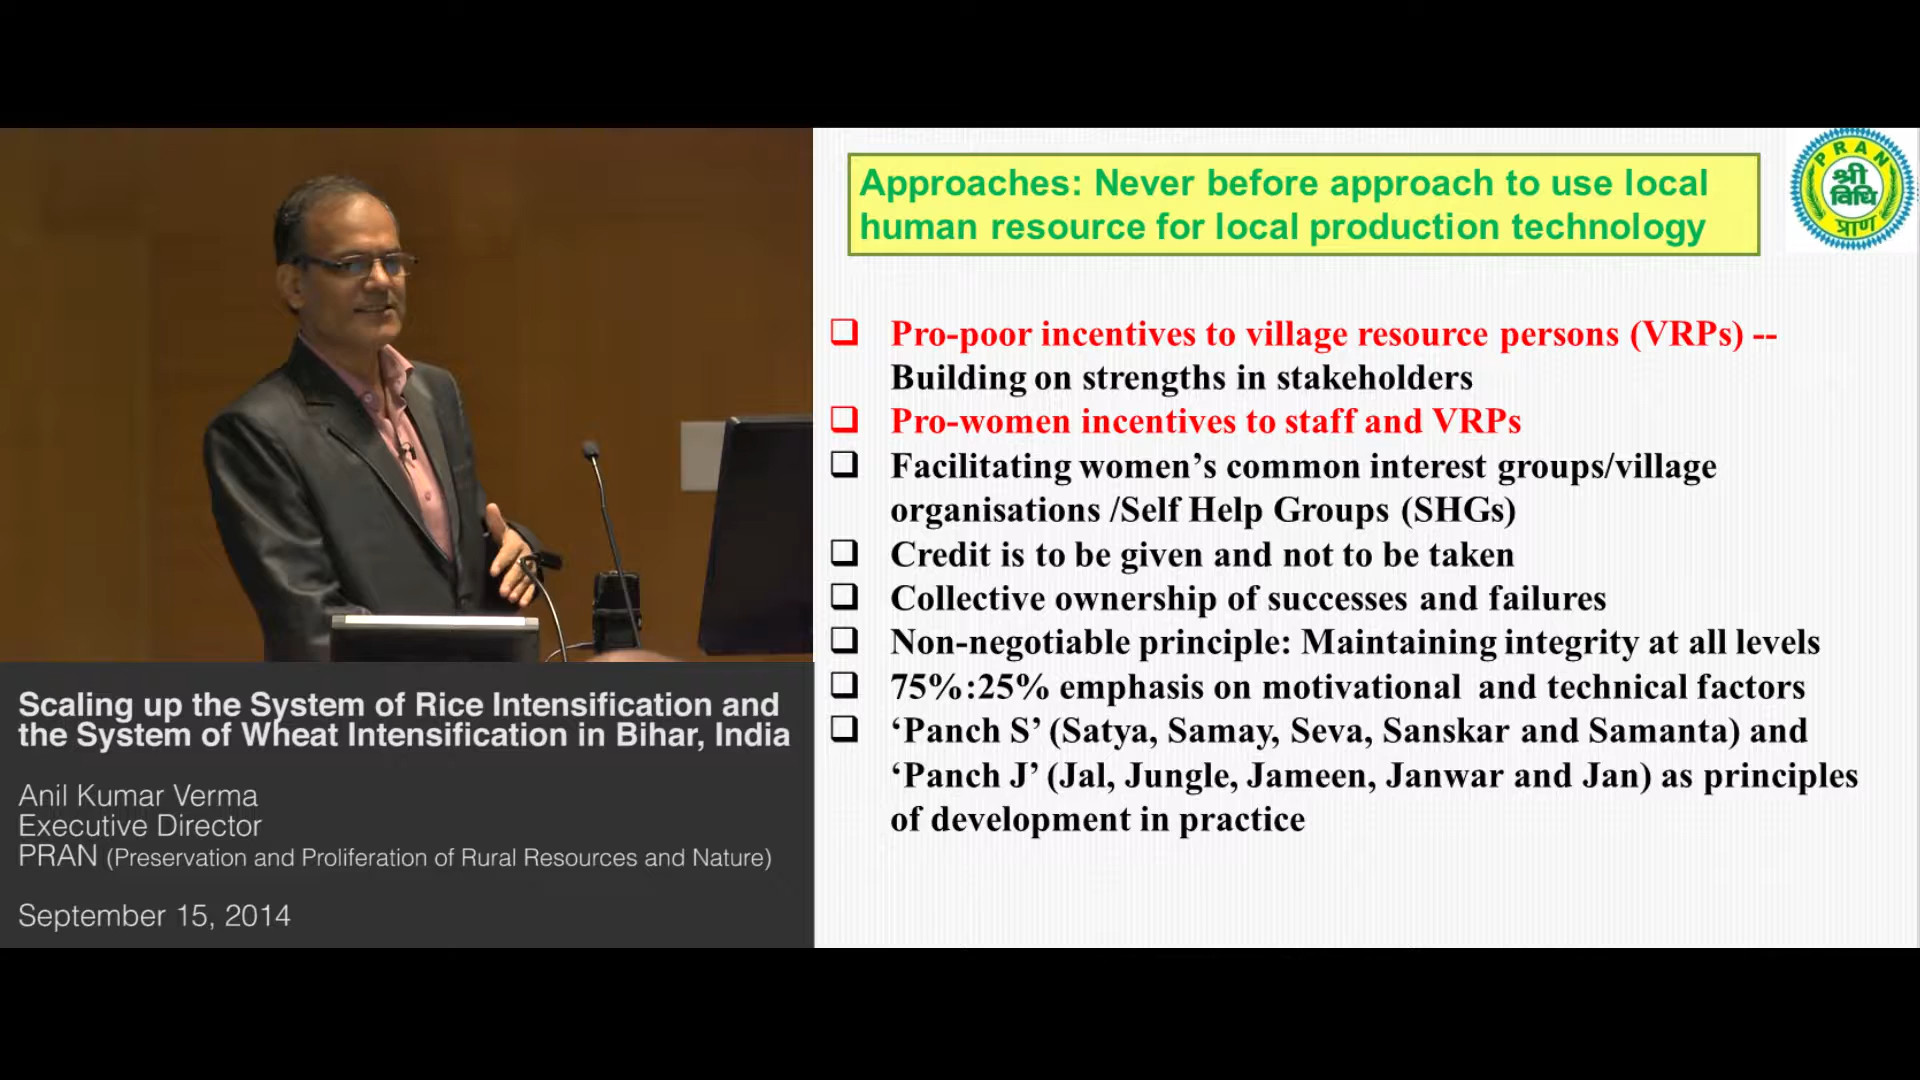 Approaches: Never before approach to use local
human resource for local production technology
PRAN
श्री
विधि
प्राण
Pro-poor incentives to village resource persons (VRPs) --
Building on strengths in stakeholders
Pro-women incentives to staff and VRPs
Facilitating women’s common interest groups/village
organisations /Self Help Groups (SHGs)
Credit is to be given and not to be taken
Collective ownership of successes and failures
Non-negotiable principle: Maintaining integrity at all levels
75%:25% emphasis on motivational and technical factors
‘Panch S’ (Satya, Samay, Seva, Sanskar and Samanta) and
‘Panch J’ (Jal, Jungle, Jameen, Janwar and Jan) as principles
of development in practice
Scaling up the System of Rice Intensification and
the System of Wheat Intensification in Bihar, India
Anil Kumar Verma
Executive Director
PRAN (Preservation and Proliferation of Rural Resources and Nature)
September 15, 2014